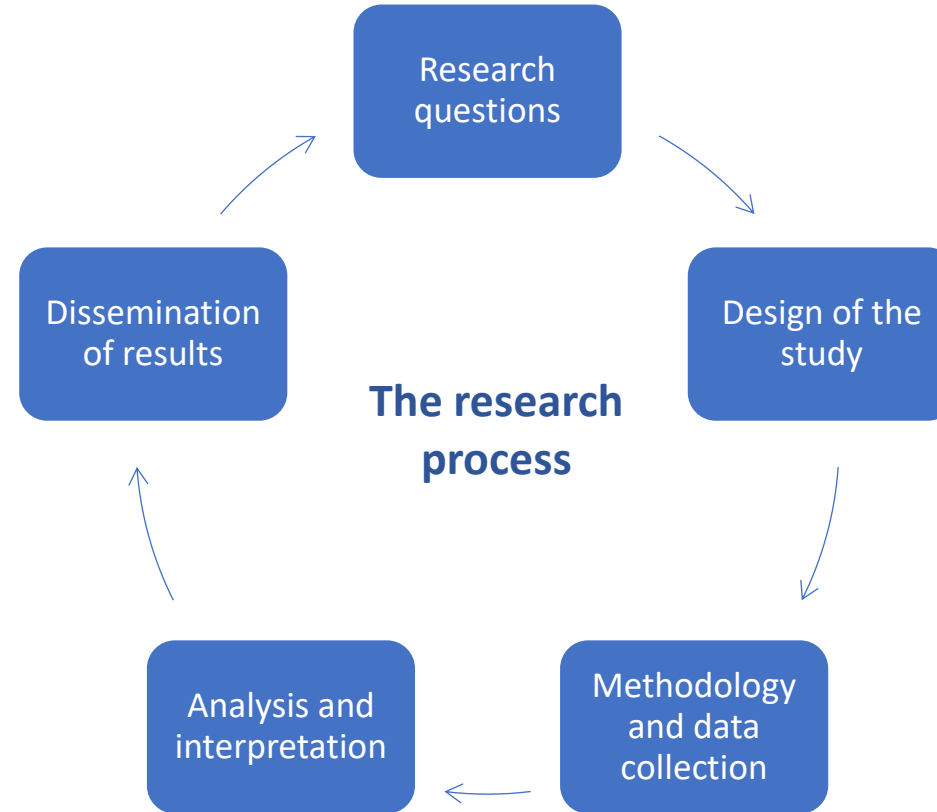 Research
questions
Design of the
study
Methodology
and data
collection
Analysis and
interpretation
Dissemination
of results
The research
process